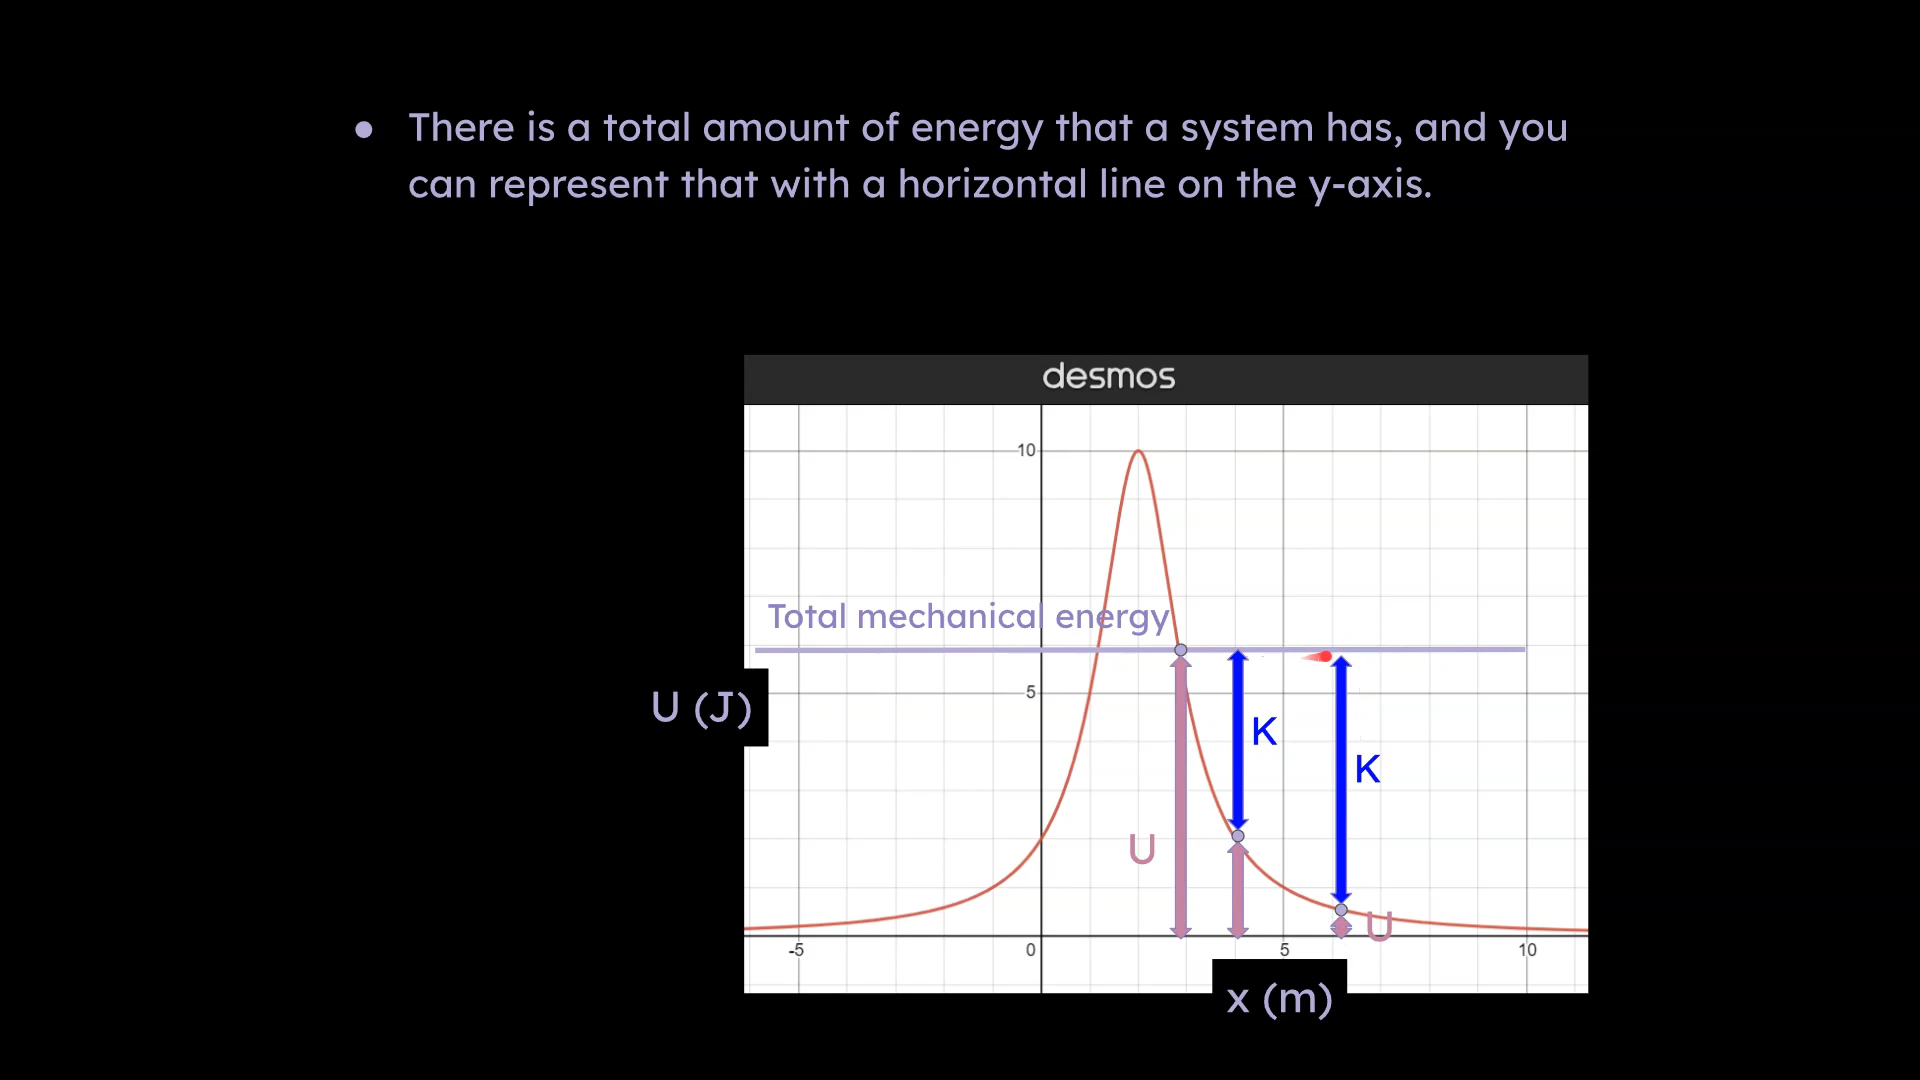 ● There is a total amount of energy that a system has, and you
can represent that with a horizontal line on the y-axis.
desmos
10
Total mechanical energy
5
U (J)
K
K
U
U
-5
0
5
10
x (m)